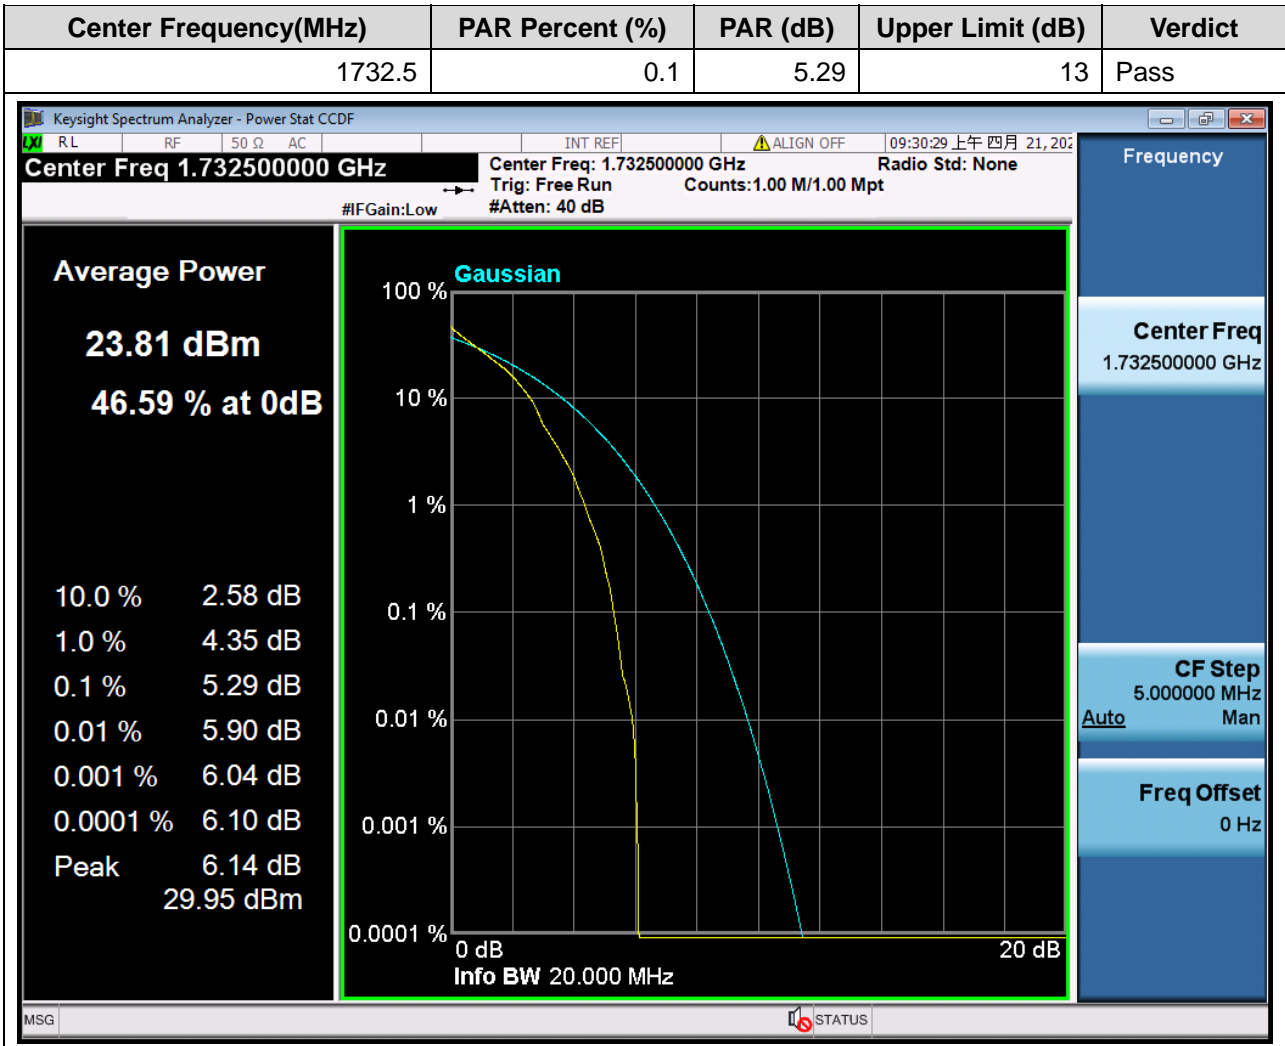 Center Frequency(MHz) PAR Percent (%) PAR (dB) Upper Limit (dB) Verdict
1732.5 0.1 5.29 13 Pass
Keysight Spectrum Analyzer - Power Stat CCDF
LXI RL RF 50 Ω AC INT REF ALIGN OFF 09:30:29 上午 四月 21, 202
Center Freq 1.732500000 GHz
Center Freq: 1.732500000 GHz Radio Std: None
Trig: Free Run Counts:1.00 M/1.00 Mpt
#IFGain:Low #Atten: 40 dB
Frequency
Average Power
23.81 dBm
46.59 % at 0dB
10.0 % 2.58 dB
1.0 % 4.35 dB
0.1 % 5.29 dB
0.01 % 5.90 dB
0.001 % 6.04 dB
0.0001 % 6.10 dB
Peak 6.14 dB
29.95 dBm
Gaussian
100 %
10 %
1 %
0.1 %
0.01 %
0.001 %
0.0001 %
0 dB 20 dB
Info BW 20.000 MHz
Center Freq
1.732500000 GHz
CF Step
5.000000 MHz
Auto Man
Freq Offset
0 Hz
MSG STATUS